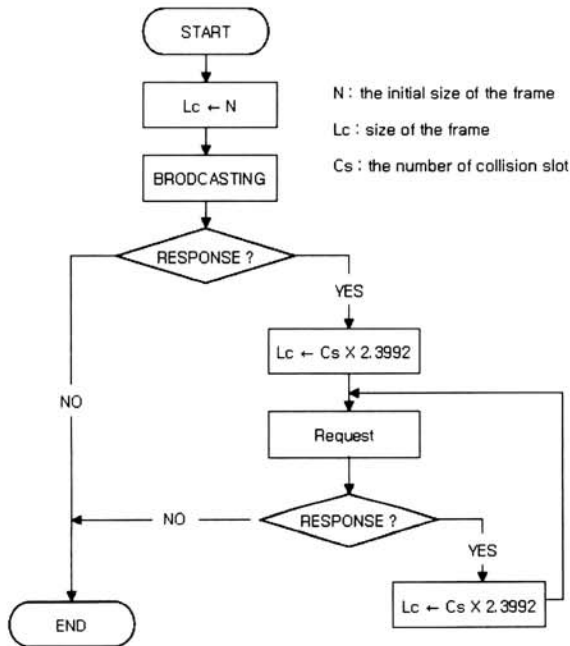 START
Lc ← N
N : the initial size of the frame
Lc : size of the frame
Cs : the number of collision slot
BRODCASTING
RESPONSE ?
YES
Lc ← Cs X 2.3992
NO
Request
RESPONSE ?
NO
YES
Lc ← Cs X 2.3992
END